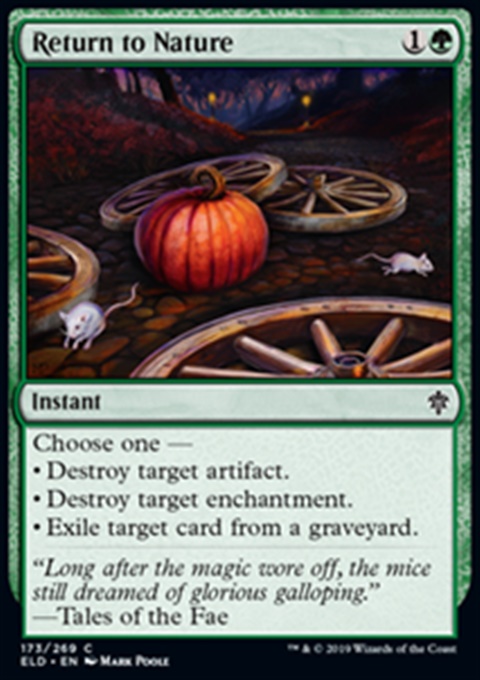 Return to Nature 1
Instant
Choose one —
• Destroy target artifact.
• Destroy target enchantment.
• Exile target card from a graveyard.
“Long after the magic wore off, the mice
still dreamed of glorious galloping.”
—Tales of the Fae
173/269 C
ELD • EN Mark Poole
™ & © 2019 Wizards of the Coast